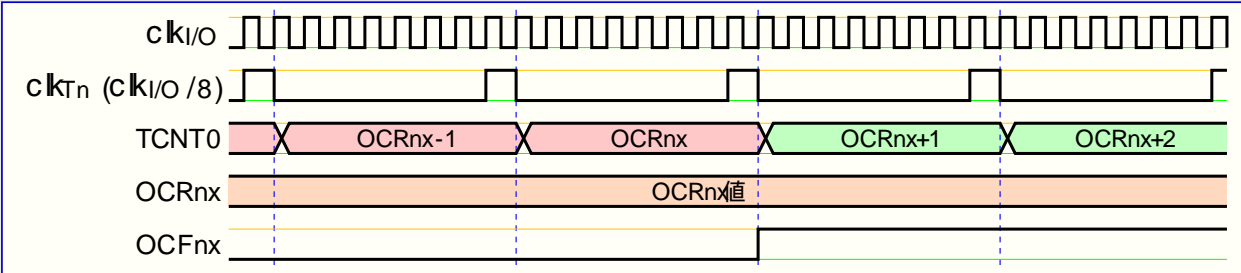 clkI/O
clkTn (clkI/O /8)
TCNT0 OCRnx-1 OCRnx OCRnx+1 OCRnx+2
OCRnx OCRnx値
OCFnx